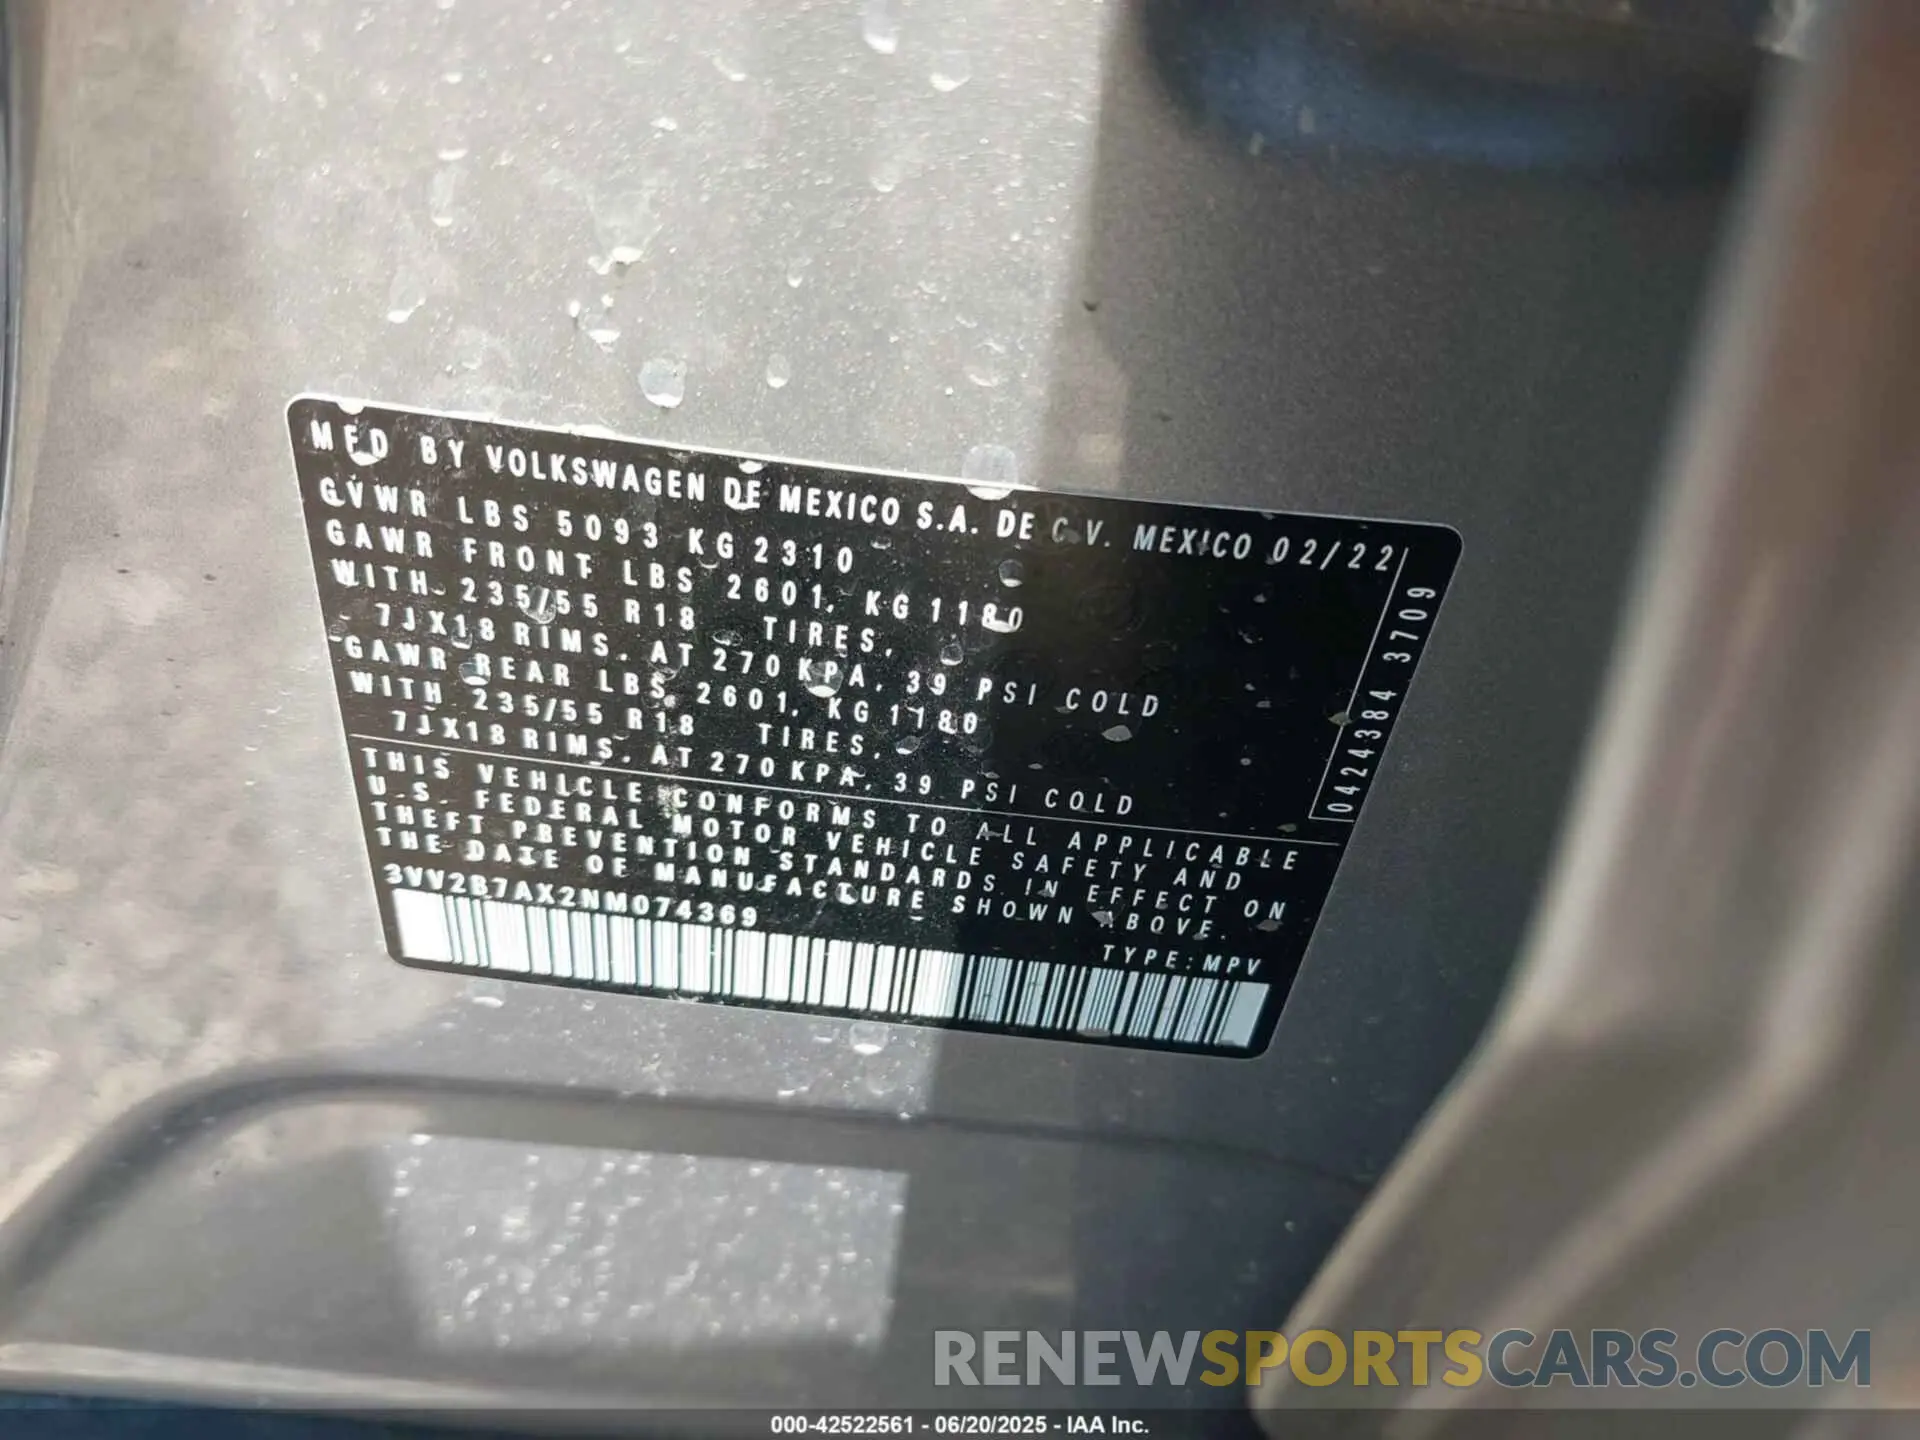 MFD BY VOLKSWAGEN DE MEXICO S.A. DE C.V. MEXICO 02/22
GVWR LBS 5093 KG 2310
GAWR FRONT LBS 2601, KG 1180
WITH 235/55 R18 TIRES,
7JX18 RIMS, AT 270 KPA, 39 PSI COLD
GAWR REAR LBS 2601, KG 1180
WITH 235/55 R18 TIRES,
7JX18 RIMS, AT 270 KPA, 39 PSI COLD
0424384 3709
THIS VEHICLE CONFORMS TO ALL APPLICABLE
U.S. FEDERAL MOTOR VEHICLE SAFETY AND
THEFT PREVENTION STANDARDS IN EFFECT ON
THE DATE OF MANUFACTURE SHOWN ABOVE.
3VV2B7AX2NM074369
TYPE: MPV
RENEWSPORTSCARS.COM
000-42522561 - 06/20/2025 - IAA Inc.